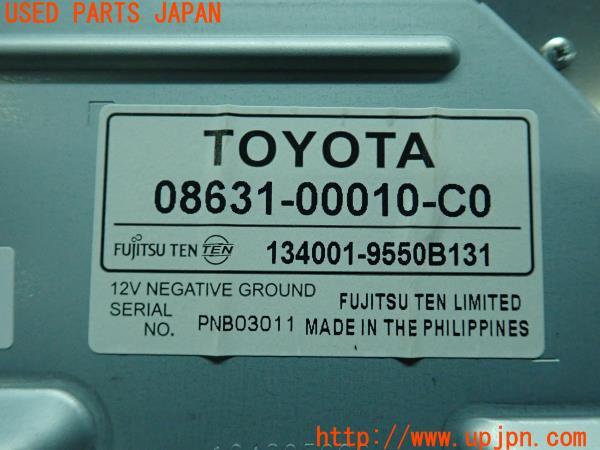 USED PARTS JAPAN
TOYOTA
08631-00010-C0
FUJITSU TEN TEN 134001-9550B131
12V NEGATIVE GROUND FUJITSU TEN LIMITED
SERIAL NO. PNB03011 MADE IN THE PHILIPPINES
http://www.upjpn.com/